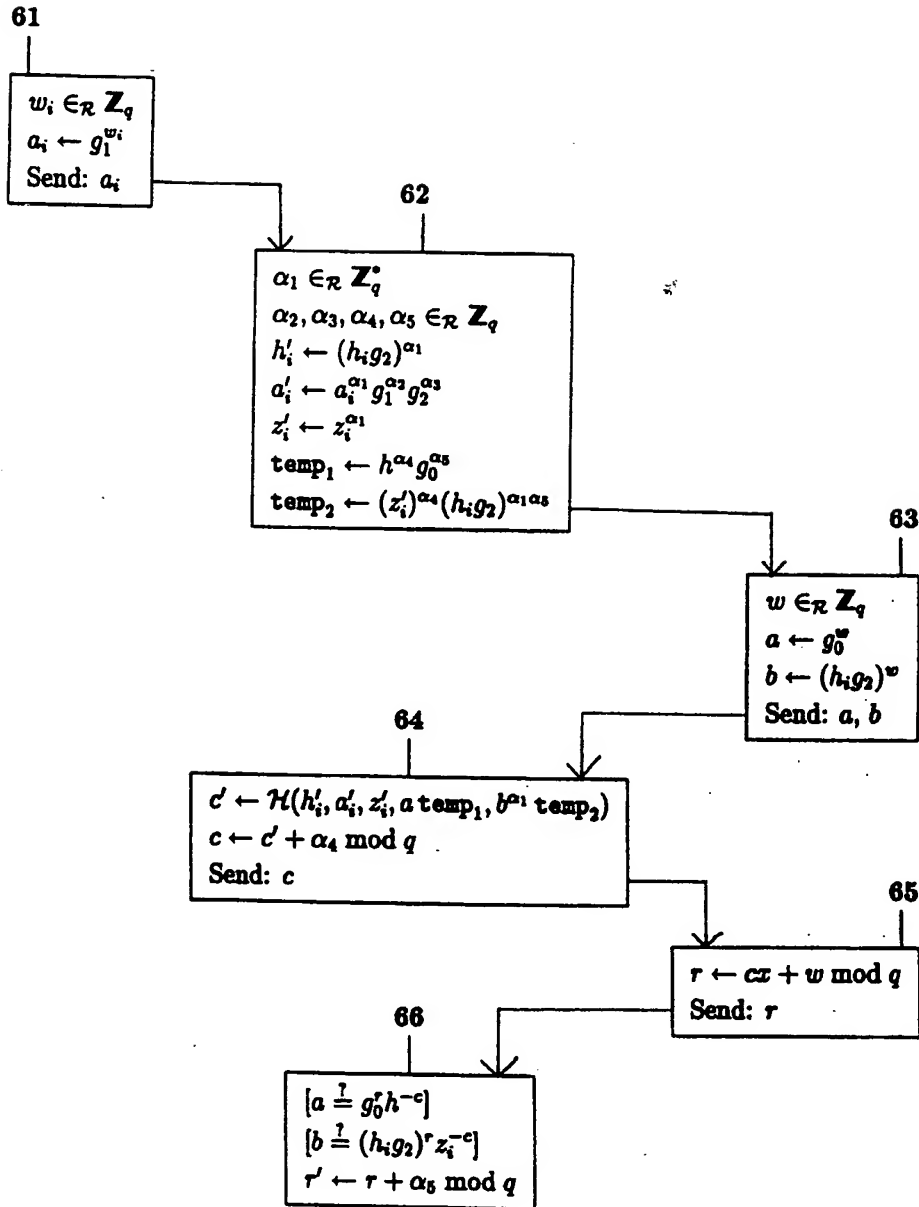 61
w_i ∈_R ℤ_q
a_i ← g_1^{w_i}
Send: a_i
62
α_1 ∈_R ℤ_q^*
α_2, α_3, α_4, α_5 ∈_R ℤ_q
h'_i ← (h_i g_2)^{α_1}
a'_i ← a_i^{α_1} g_1^{α_2} g_2^{α_3}
z'_i ← z_i^{α_1}
temp_1 ← h^{α_4} g_0^{α_5}
temp_2 ← (z'_i)^{α_4} (h_i g_2)^{α_1 α_5}
63
w ∈_R ℤ_q
a ← g_0^w
b ← (h_i g_2)^w
Send: a, b
64
c' ← H(h'_i, a'_i, z'_i, a temp_1, b^{α_1} temp_2)
c ← c' + α_4 mod q
Send: c
65
r ← cx + w mod q
Send: r
66
[a ≟ g_0^r h^{-c}]
[b ≟ (h_i g_2)^r z_i^{-c}]
r' ← r + α_5 mod q